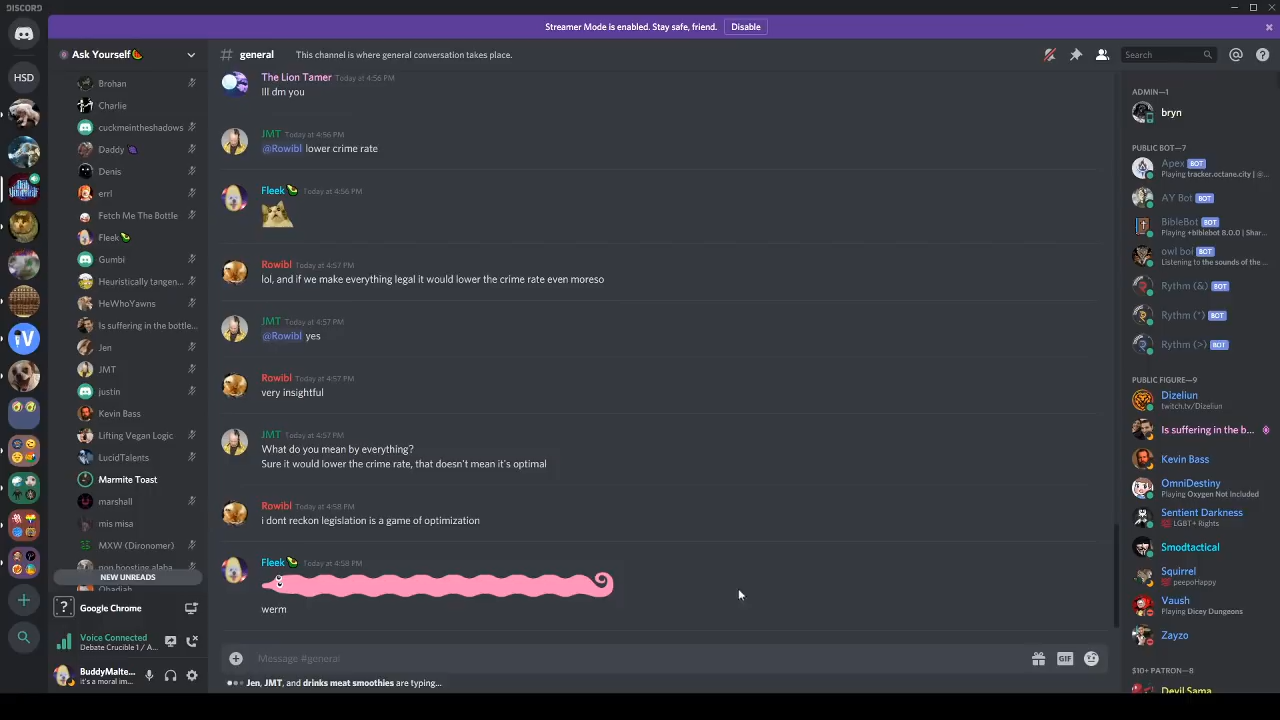 DISCORD
Streamer Mode is enabled. Stay safe, friend. Disable
Ask Yourself
# general This channel is where general conversation takes place.
Search
HSD
Brohan
Charlie
cuckmeintheshadows
Daddy
Denis
errl
Fetch Me The Bottle
Fleek
Gumbi
Heuristically tangen...
HeWhoYawns
Is suffering in the bottle...
Jen
JMT
justin
Kevin Bass
Lifting Vegan Logic
LucidTalents
Marmite Toast
marshall
mis misa
MXW (Dironomer)
NEW UNREADS
Google Chrome
Voice Connected
Debate Crucible 1 / A...
BuddyMalte...
it's a moral im...
The Lion Tamer Today at 4:56 PM
Ill dm you
JMT Today at 4:56 PM
@Rowibl lower crime rate
Fleek Today at 4:56 PM
Rowibl Today at 4:57 PM
lol, and if we make everything legal it would lower the crime rate even moreso
JMT Today at 4:57 PM
@Rowibl yes
Rowibl Today at 4:57 PM
very insightful
JMT Today at 4:57 PM
What do you mean by everything?
Sure it would lower the crime rate, that doesn't mean it's optimal
Rowibl Today at 4:58 PM
i dont reckon legislation is a game of optimization
Fleek Today at 4:58 PM
werm
Message #general
GIF
Jen, JMT, and drinks meat smoothies are typing...
ADMIN—1
bryn
PUBLIC BOT—7
Apex BOT
Playing tracker.octane.city | @...
AY Bot BOT
BibleBot BOT
Playing +biblebot 8.0.0 | Shar...
owl boi BOT
Listening to the sounds of the...
Rythm (&) BOT
Rythm (*) BOT
Rythm (>) BOT
PUBLIC FIGURE—9
Dizeliun
twitch.tv/Dizeliun
Is suffering in the b...
Kevin Bass
OmniDestiny
Playing Oxygen Not Included
Sentient Darkness
LGBT+ Rights
Smodtactical
Squirrel
peepoHappy
Vaush
Playing Dicey Dungeons
Zayzo
$10+ PATRON—8
Devil Sama